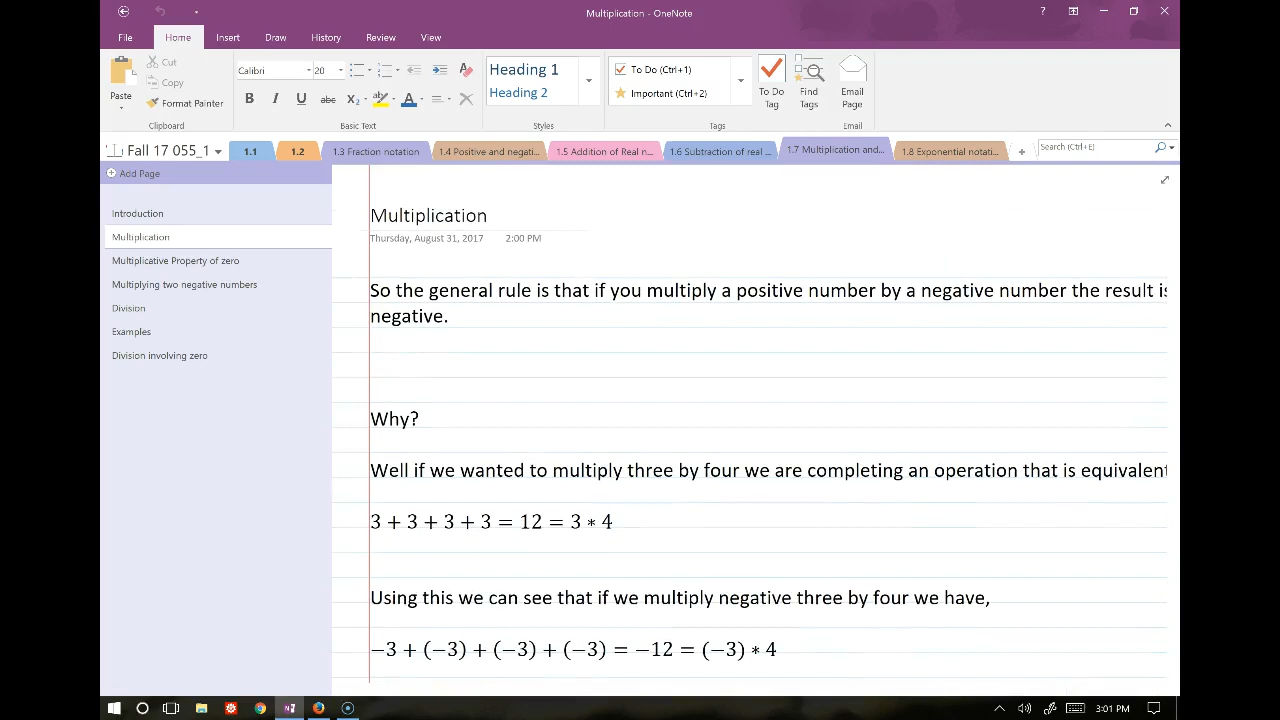 Multiplication - OneNote
?
File Home Insert Draw History Review View
Paste
Cut
Copy
Format Painter
Clipboard
Calibri 20
B I U abc X₂ A
Basic Text
Heading 1
Heading 2
Styles
To Do (Ctrl+1)
Important (Ctrl+2)
To Do Tag
Find Tags
Tags
Email Page
Email
Fall 17 055_1 1.1 1.2 1.3 Fraction notation 1.4 Positive and negati... 1.5 Addition of Real n... 1.6 Subtraction of real ... 1.7 Multiplication and... 1.8 Exponential notati... + Search (Ctrl+E)
Add Page
Introduction
Multiplication
Multiplicative Property of zero
Multiplying two negative numbers
Division
Examples
Division involving zero
Multiplication
Thursday, August 31, 2017 2:00 PM
So the general rule is that if you multiply a positive number by a negative number the result is
negative.
Why?
Well if we wanted to multiply three by four we are completing an operation that is equivalent
3 + 3 + 3 + 3 = 12 = 3 ∗ 4
Using this we can see that if we multiply negative three by four we have,
−3 + (−3) + (−3) + (−3) = −12 = (−3) ∗ 4
3:01 PM